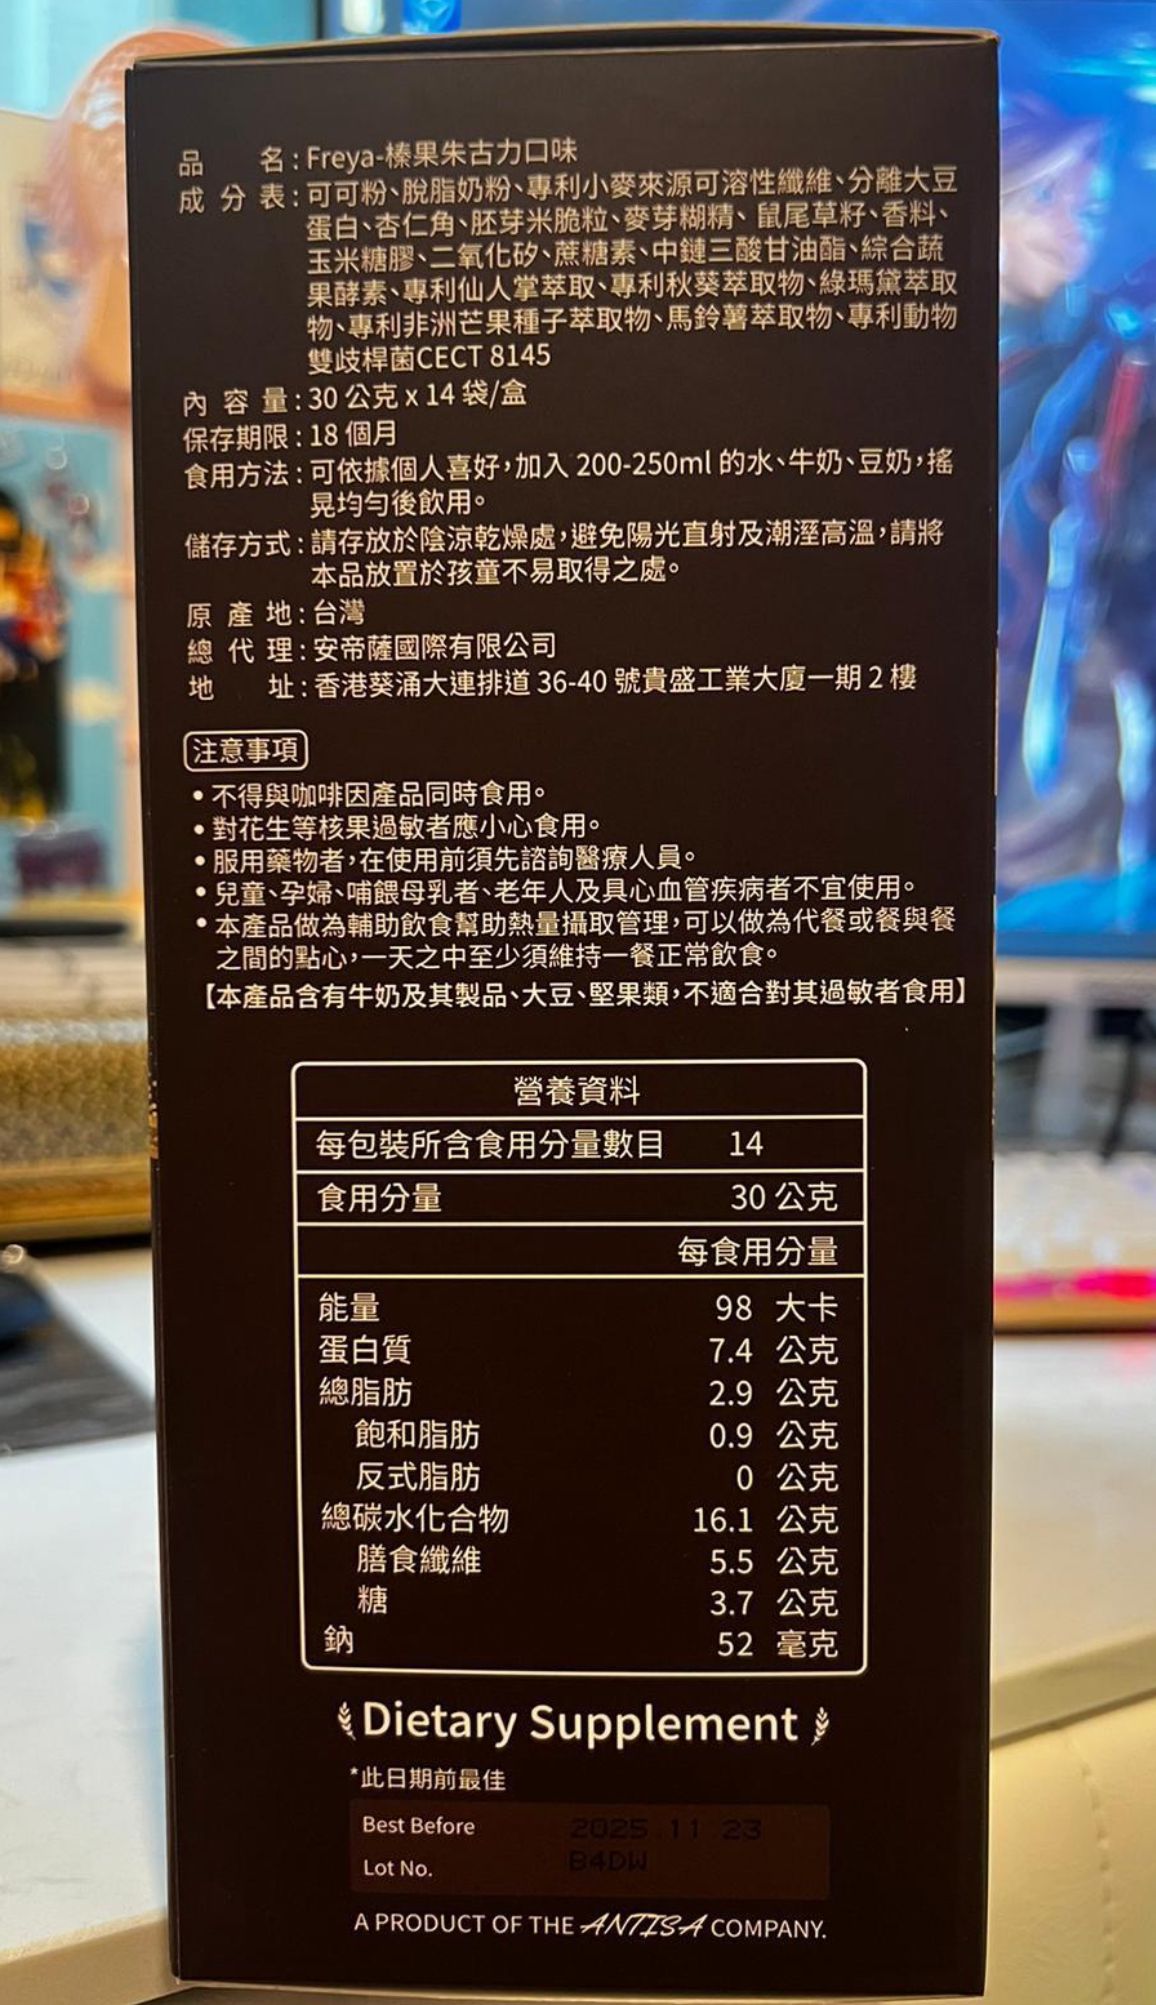 品 名：Freya-榛果朱古力口味
成 分 表：可可粉、脫脂奶粉、專利小麥來源可溶性纖維、分離大豆
蛋白、杏仁角、胚芽米脆粒、麥芽糊精、鼠尾草籽、香料、
玉米糖膠、二氧化矽、蔗糖素、中鏈三酸甘油酯、綜合蔬
果酵素、專利仙人掌萃取、專利秋葵萃取物、綠瑪黛萃取
物、專利非洲芒果種子萃取物、馬鈴薯萃取物、專利動物
雙歧桿菌CECT 8145
內 容 量：30 公克 x 14 袋/盒
保存期限：18 個月
食用方法：可依據個人喜好，加入 200-250ml 的水、牛奶、豆奶，搖
晃均勻後飲用。
儲存方式：請存放於陰涼乾燥處，避免陽光直射及潮溼高溫，請將
本品放置於孩童不易取得之處。
原 產 地：台灣
總 代 理：安帝薩國際有限公司
地 址：香港葵涌大連排道 36-40 號貴盛工業大廈一期 2 樓
注意事項
• 不得與咖啡因產品同時食用。
• 對花生等核果過敏者應小心食用。
• 服用藥物者，在使用前須先諮詢醫療人員。
• 兒童、孕婦、哺餵母乳者、老年人及具心血管疾病者不宜使用。
• 本產品做為輔助飲食幫助熱量攝取管理，可以做為代餐或餐與餐
之間的點心，一天之中至少須維持一餐正常飲食。
【本產品含有牛奶及其製品、大豆、堅果類，不適合對其過敏者食用】
營養資料
每包裝所含食用分量數目 14
食用分量 30 公克
每食用分量
能量 98 大卡
蛋白質 7.4 公克
總脂肪 2.9 公克
飽和脂肪 0.9 公克
反式脂肪 0 公克
總碳水化合物 16.1 公克
膳食纖維 5.5 公克
糖 3.7 公克
鈉 52 毫克
Dietary Supplement
*此日期前最佳
Best Before 2025 11 23
Lot No. B4DW
A PRODUCT OF THE ANTISA COMPANY.